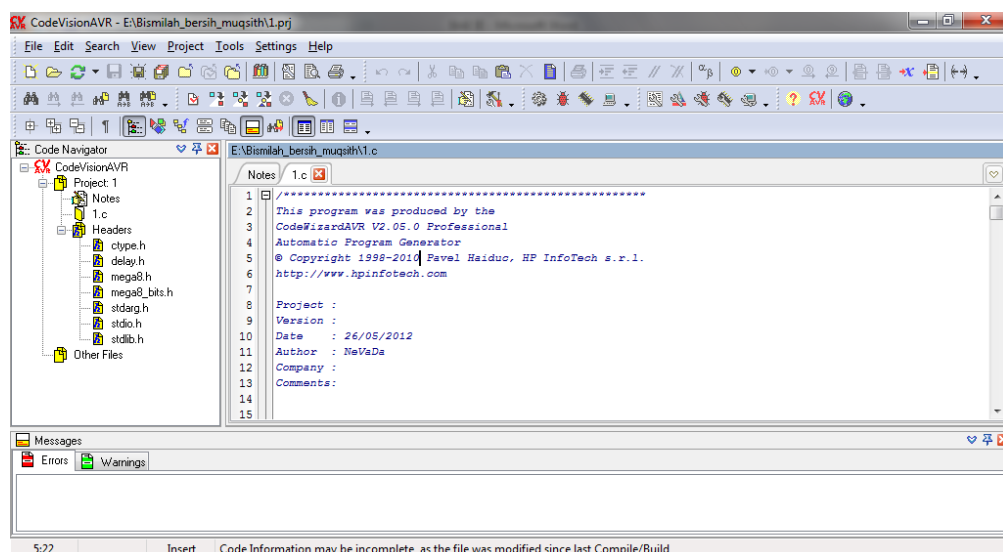 CodeVisionAVR - E:\Bismilah_bersih_muqsith\1.prj
File Edit Search View Project Tools Settings Help
Code Navigator
CodeVisionAVR
Project: 1
Notes
1.c
Headers
ctype.h
delay.h
mega8.h
mega8_bits.h
stdarg.h
stdio.h
stdlib.h
Other Files
E:\Bismilah_bersih_muqsith\1.c
Notes 1.c
1 /*******************************************************
2 This program was produced by the
3 CodeWizardAVR V2.05.0 Professional
4 Automatic Program Generator
5 © Copyright 1998-2010 Pavel Haiduc, HP InfoTech s.r.l.
6 http://www.hpinfotech.com
7
8 Project :
9 Version :
10 Date : 26/05/2012
11 Author : NeVaDa
12 Company :
13 Comments:
14
15
Messages
Errors Warnings
5:22 Insert Code Information may be incomplete, as the file was modified since last Compile/Build